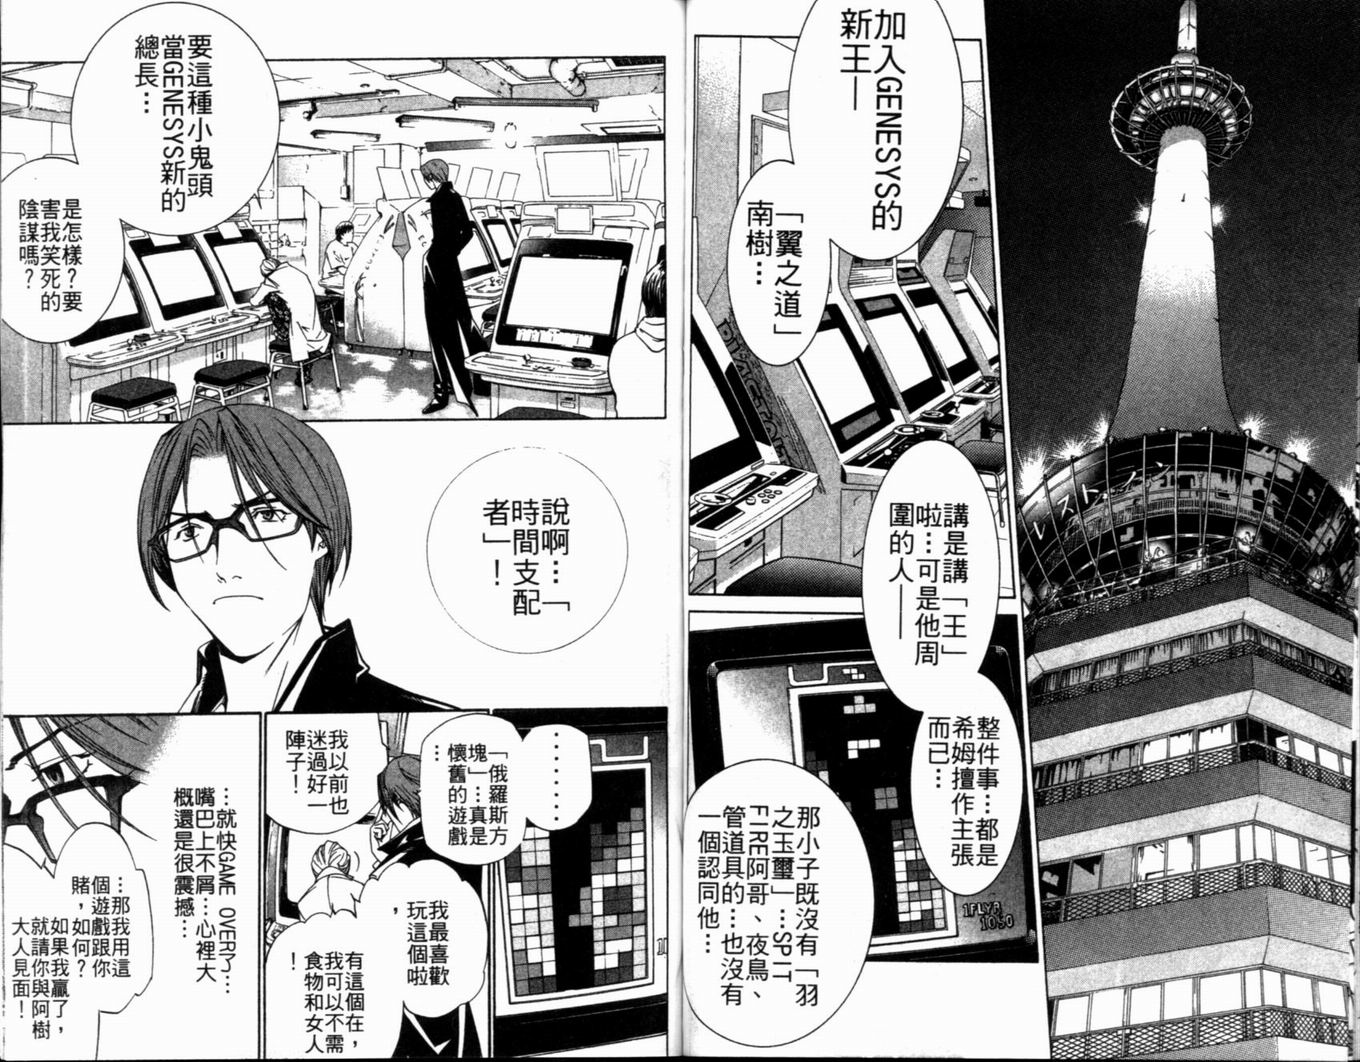 加入GENESYS的
新王—
「翼之道」
南樹…
講是講「王」
啦…可是他周
圍的人——
整件事…都是
希姆擅作主張
而已…
那小子既沒有「羽
之玉璽」…SPIT
FIRE阿哥、夜鳥、
管道具的…也沒有
一個認同他…
レストラン
1FLYA
1090
要這種小鬼頭
當GENESYS新的
總長…
是怎樣？要
害我笑死的
陰謀嗎？
說啊…「
時間支配
者」！
………
「俄羅斯方
塊」…真是
懷舊的遊戲
…
我以前也
迷過好一
陣子！
我最喜歡
玩這個啦
，
有這個在，
我可以不需
食物和女人
！
…就快GAME OVER了…
嘴巴上不屑…心裡大
概還是很震撼…
…那我用這
個遊戲跟你
賭，如何？
如果我贏了，
就請你與阿樹
大人見面！